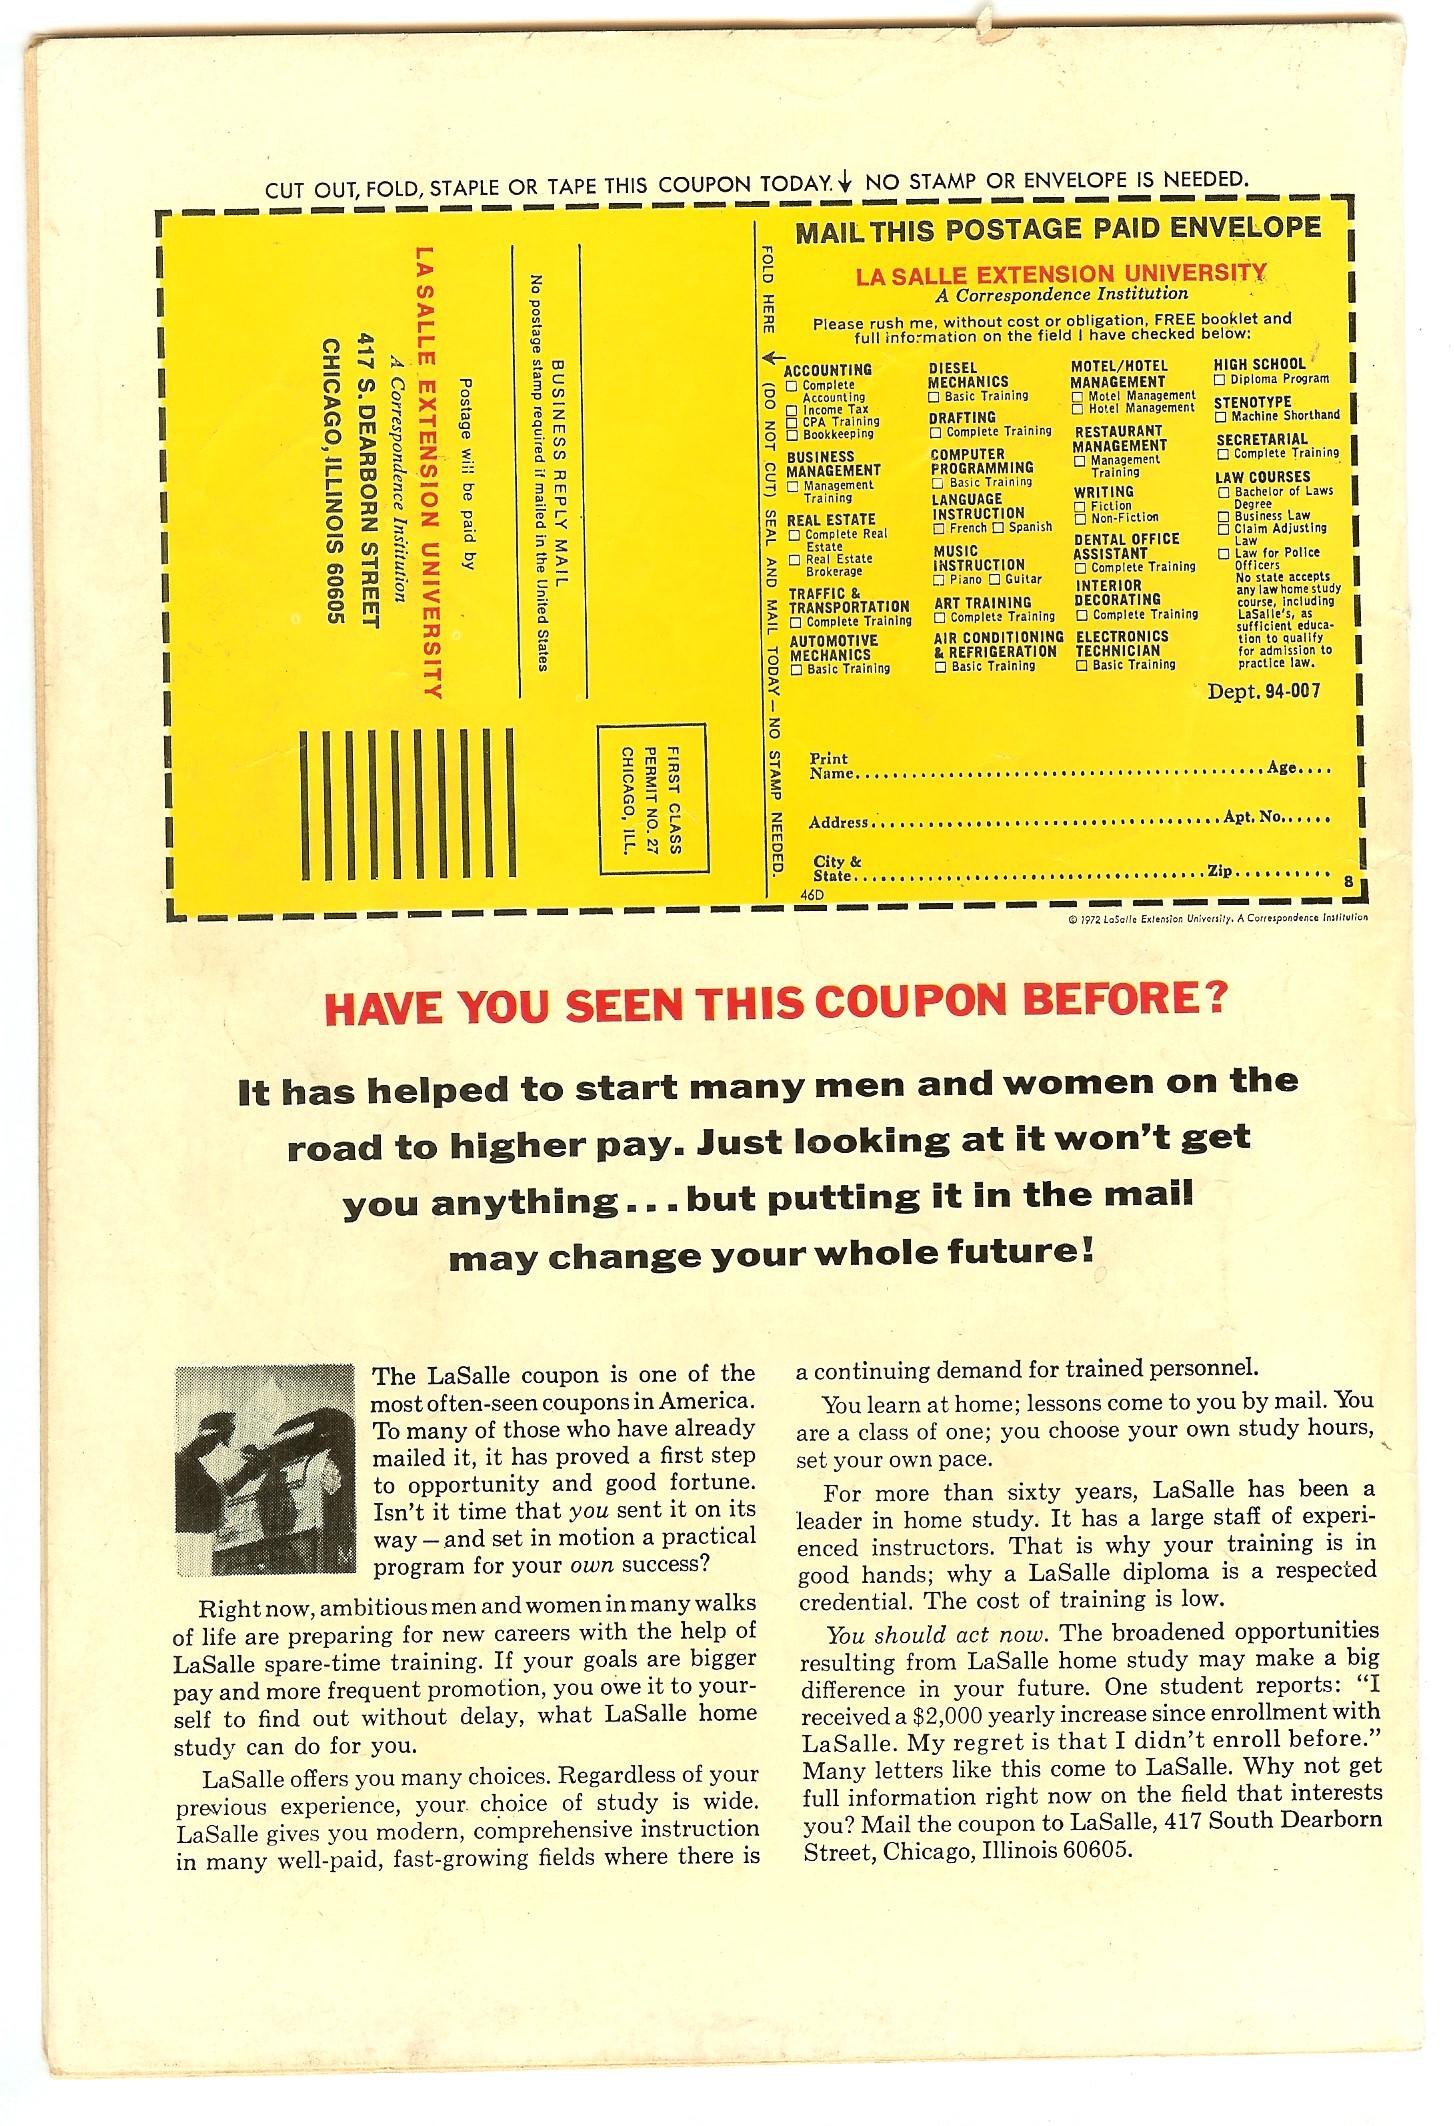 CUT OUT, FOLD, STAPLE OR TAPE THIS COUPON TODAY. ↓ NO STAMP OR ENVELOPE IS NEEDED.
FIRST CLASS
PERMIT NO. 27
CHICAGO, ILL.
BUSINESS REPLY MAIL
No postage stamp required if mailed in the United States
Postage will be paid by
LA SALLE EXTENSION UNIVERSITY
A Correspondence Institution
417 S. DEARBORN STREET
CHICAGO, ILLINOIS 60605
FOLD HERE (DO NOT CUT) SEAL AND MAIL TODAY — NO STAMP NEEDED.
MAIL THIS POSTAGE PAID ENVELOPE
LA SALLE EXTENSION UNIVERSITY
A Correspondence Institution
Please rush me, without cost or obligation, FREE booklet and
full information on the field I have checked below:
ACCOUNTING
☐ Complete
Accounting
☐ Income Tax
☐ CPA Training
☐ Bookkeeping
BUSINESS
MANAGEMENT
☐ Management
Training
REAL ESTATE
☐ Complete Real
Estate
☐ Real Estate
Brokerage
TRAFFIC &
TRANSPORTATION
☐ Complete Training
AUTOMOTIVE
MECHANICS
☐ Basic Training
DIESEL
MECHANICS
☐ Basic Training
DRAFTING
☐ Complete Training
COMPUTER
PROGRAMMING
☐ Basic Training
LANGUAGE
INSTRUCTION
☐ French ☐ Spanish
MUSIC
INSTRUCTION
☐ Piano ☐ Guitar
ART TRAINING
☐ Complete Training
AIR CONDITIONING
& REFRIGERATION
☐ Basic Training
MOTEL/HOTEL
MANAGEMENT
☐ Motel Management
☐ Hotel Management
RESTAURANT
MANAGEMENT
☐ Management
Training
WRITING
☐ Fiction
☐ Non-Fiction
DENTAL OFFICE
ASSISTANT
☐ Complete Training
INTERIOR
DECORATING
☐ Complete Training
ELECTRONICS
TECHNICIAN
☐ Basic Training
HIGH SCHOOL
☐ Diploma Program
STENOTYPE
☐ Machine Shorthand
SECRETARIAL
☐ Complete Training
LAW COURSES
☐ Bachelor of Laws
Degree
☐ Business Law
☐ Claim Adjusting
Law
☐ Law for Police
Officers
No state accepts
any law home study
course, including
LaSalle's, as
sufficient educa-
tion to qualify
for admission to
practice law.
Dept. 94-007
Print
Name.......... Age....
Address.......... Apt. No......
City &
State.......... Zip..........
46D
8
© 1972 LaSalle Extension University. A Correspondence Institution
HAVE YOU SEEN THIS COUPON BEFORE?
It has helped to start many men and women on the
road to higher pay. Just looking at it won't get
you anything...but putting it in the mail
may change your whole future!
The LaSalle coupon is one of the
most often-seen coupons in America.
To many of those who have already
mailed it, it has proved a first step
to opportunity and good fortune.
Isn't it time that you sent it on its
way — and set in motion a practical
program for your own success?
Right now, ambitious men and women in many walks
of life are preparing for new careers with the help of
LaSalle spare-time training. If your goals are bigger
pay and more frequent promotion, you owe it to your-
self to find out without delay, what LaSalle home
study can do for you.
LaSalle offers you many choices. Regardless of your
previous experience, your choice of study is wide.
LaSalle gives you modern, comprehensive instruction
in many well-paid, fast-growing fields where there is
a continuing demand for trained personnel.
You learn at home; lessons come to you by mail. You
are a class of one; you choose your own study hours,
set your own pace.
For more than sixty years, LaSalle has been a
leader in home study. It has a large staff of experi-
enced instructors. That is why your training is in
good hands; why a LaSalle diploma is a respected
credential. The cost of training is low.
You should act now. The broadened opportunities
resulting from LaSalle home study may make a big
difference in your future. One student reports: "I
received a $2,000 yearly increase since enrollment with
LaSalle. My regret is that I didn't enroll before."
Many letters like this come to LaSalle. Why not get
full information right now on the field that interests
you? Mail the coupon to LaSalle, 417 South Dearborn
Street, Chicago, Illinois 60605.